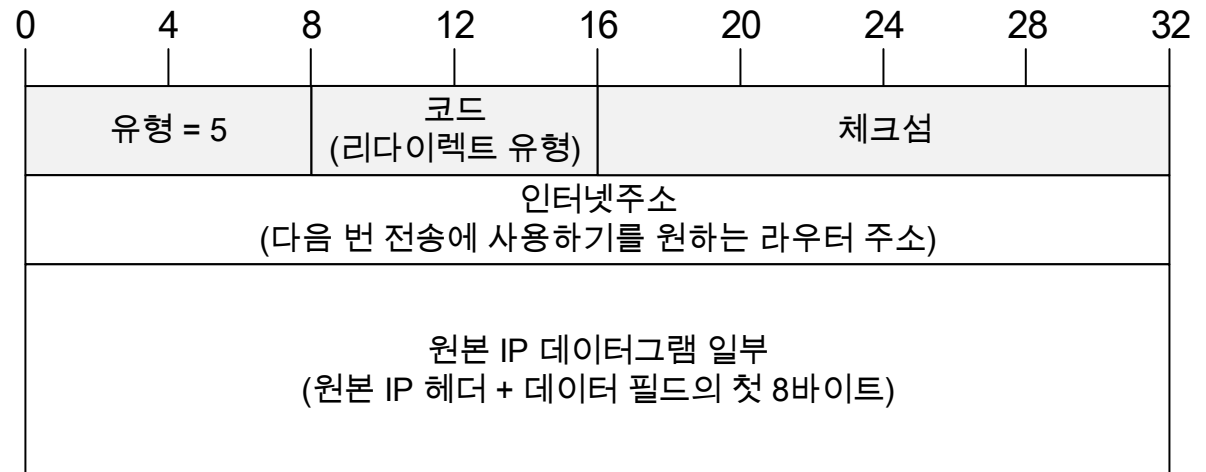 0 4 8 12 16 20 24 28 32
유형 = 5
코드
(리다이렉트 유형)
체크섬
인터넷주소
(다음 번 전송에 사용하기를 원하는 라우터 주소)
원본 IP 데이터그램 일부
(원본 IP 헤더 + 데이터 필드의 첫 8바이트)